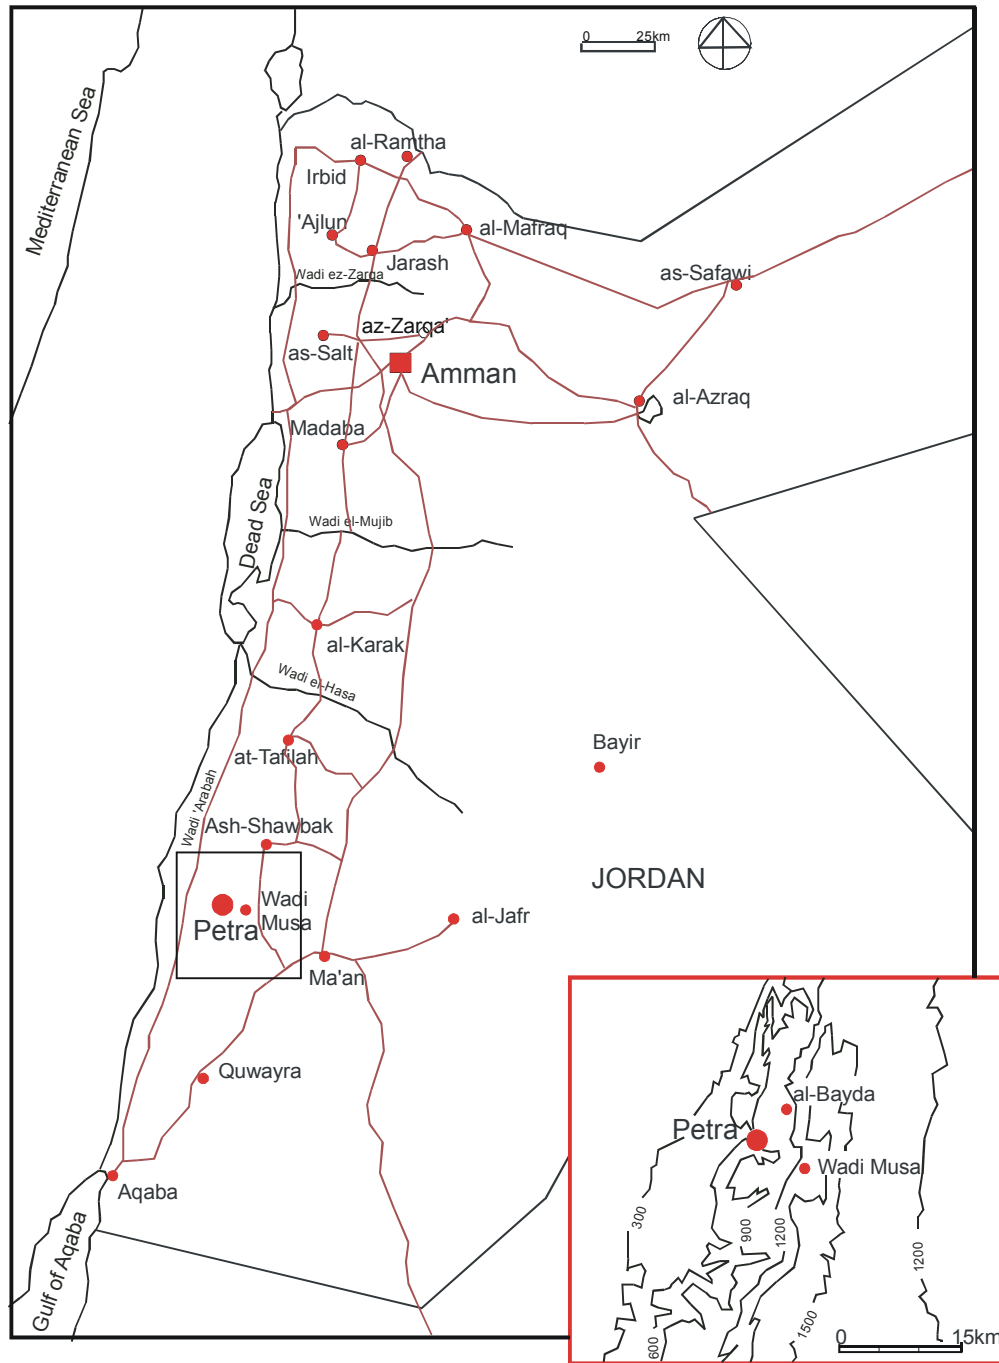 0 25km
Mediterranean Sea
al-Ramtha
Irbid
'Ajlun
al-Mafraq
Jarash
as-Safawi
Wadi ez-Zarqa
az-Zarqa'
as-Salt
Amman
al-Azraq
Madaba
Dead Sea
Wadi el-Mujib
al-Karak
Wadi el-Hasa
Bayir
at-Tafilah
Wadi 'Arabah
Ash-Shawbak
JORDAN
Wadi
Musa
Petra
al-Jafr
Ma'an
Quwayra
Aqaba
Gulf of Aqaba
al-Bayda
Petra
Wadi Musa
300
900
1200
1200
1500
600
0 15km